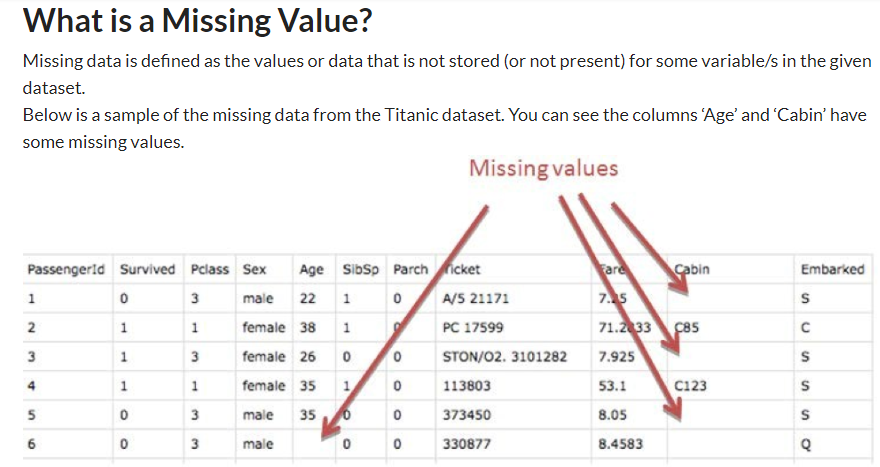 What is a Missing Value?
Missing data is defined as the values or data that is not stored (or not present) for some variable/s in the given
dataset.
Below is a sample of the missing data from the Titanic dataset. You can see the columns ‘Age’ and ‘Cabin’ have
some missing values.
Missing values
PassengerId Survived Pclass Sex Age SibSp Parch Ticket Fare Cabin Embarked
1 0 3 male 22 1 0 A/5 21171 7.25 S
2 1 1 female 38 1 0 PC 17599 71.2833 C85 C
3 1 3 female 26 0 0 STON/O2. 3101282 7.925 S
4 1 1 female 35 1 0 113803 53.1 C123 S
5 0 3 male 35 0 0 373450 8.05 S
6 0 3 male 0 0 330877 8.4583 Q